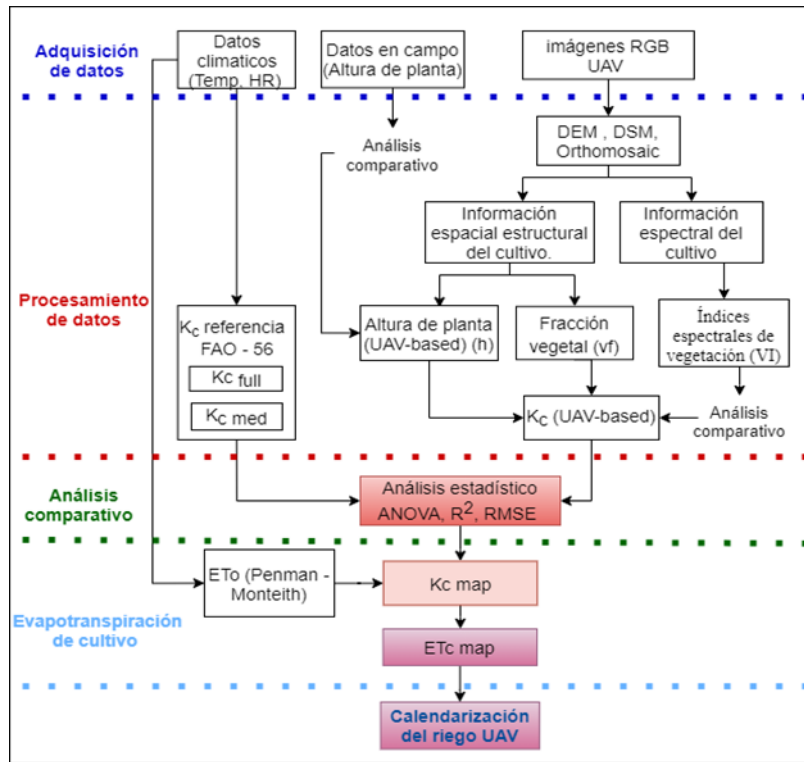 Adquisición
de datos
Datos
climaticos
(Temp, HR)
Datos en campo
(Altura de planta)
imágenes RGB
UAV
Análisis
comparativo
DEM , DSM,
Orthomosaic
Información
espacial estructural
del cultivo.
Información
espectral del
cultivo
Procesamiento
de datos
Kc referencia
FAO - 56
Kc full
Kc med
Altura de planta
(UAV-based) (h)
Fracción
vegetal (vf)
Índices
espectrales de
vegetación (VI)
Kc (UAV-based)
Análisis
comparativo
Análisis
comparativo
Análisis estadístico
ANOVA, R2, RMSE
Evapotranspiración
de cultivo
ETo (Penman -
Monteith)
Kc map
ETc map
Calendarización
del riego UAV